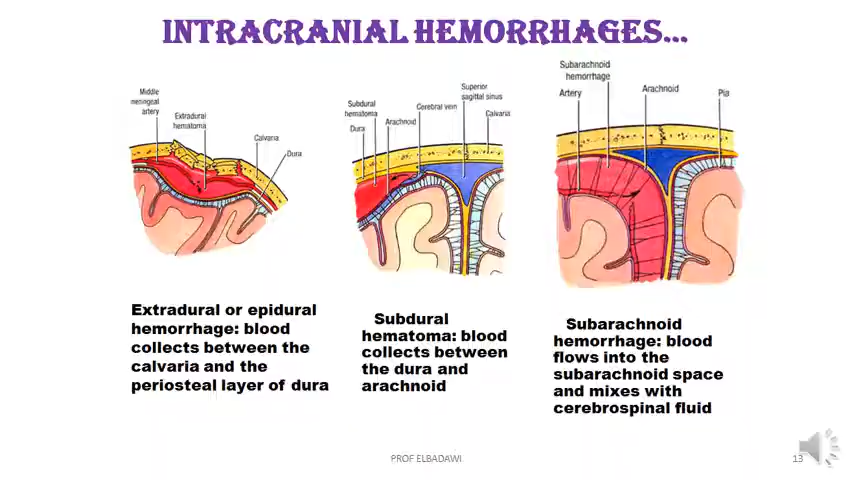 INTRACRANIAL HEMORRHAGES...
Middle
meningeal
artery
Extradural
hematoma
Calvaria
Dura
Subdural
hematoma
Dura
Arachnoid
Cerebral vein
Superior
sagittal sinus
Calvaria
Subarachnoid
hemorrhage
Artery
Arachnoid
Pia
Extradural or epidural
hemorrhage: blood
collects between the
calvaria and the
periosteal layer of dura
Subdural
hematoma: blood
collects between
the dura and
arachnoid
Subarachnoid
hemorrhage: blood
flows into the
subarachnoid space
and mixes with
cerebrospinal fluid
PROF ELBADAWI
13